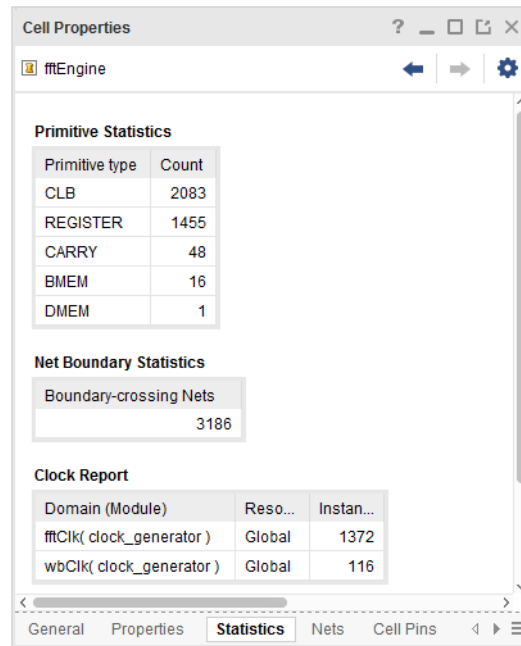 Cell Properties
fftEngine
Primitive Statistics
Primitive type Count
CLB 2083
REGISTER 1455
CARRY 48
BMEM 16
DMEM 1
Net Boundary Statistics
Boundary-crossing Nets
3186
Clock Report
Domain (Module) Reso... Instan...
fftClk( clock_generator ) Global 1372
wbClk( clock_generator ) Global 116
General Properties Statistics Nets Cell Pins